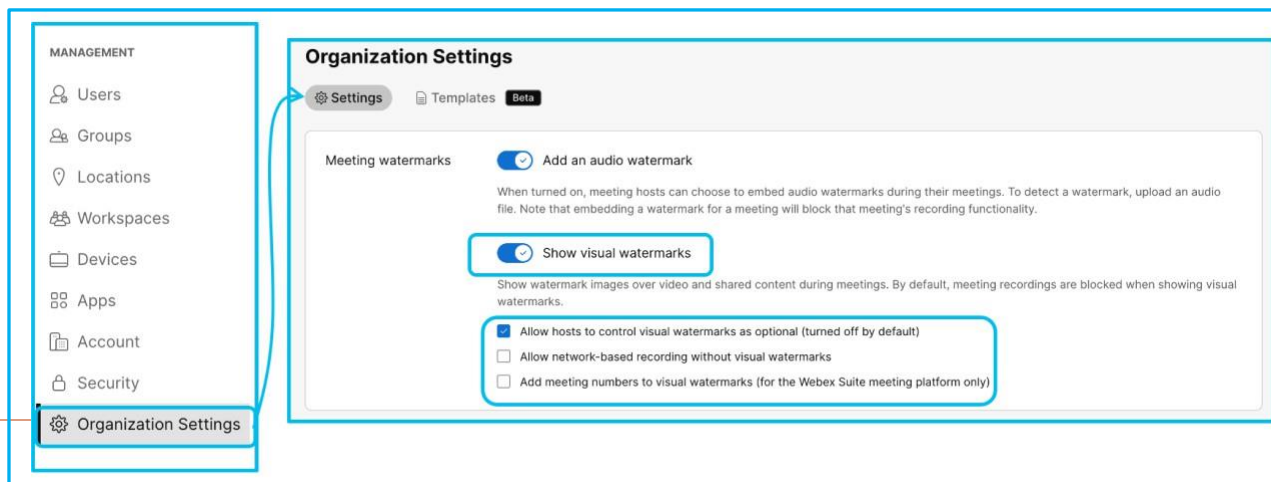 MANAGEMENT
Users
Groups
Locations
Workspaces
Devices
Apps
Account
Security
Organization Settings
Organization Settings
Settings
Templates Beta
Meeting watermarks
Add an audio watermark
When turned on, meeting hosts can choose to embed audio watermarks during their meetings. To detect a watermark, upload an audio
file. Note that embedding a watermark for a meeting will block that meeting's recording functionality.
Show visual watermarks
Show watermark images over video and shared content during meetings. By default, meeting recordings are blocked when showing visual
watermarks.
Allow hosts to control visual watermarks as optional (turned off by default)
Allow network-based recording without visual watermarks
Add meeting numbers to visual watermarks (for the Webex Suite meeting platform only)